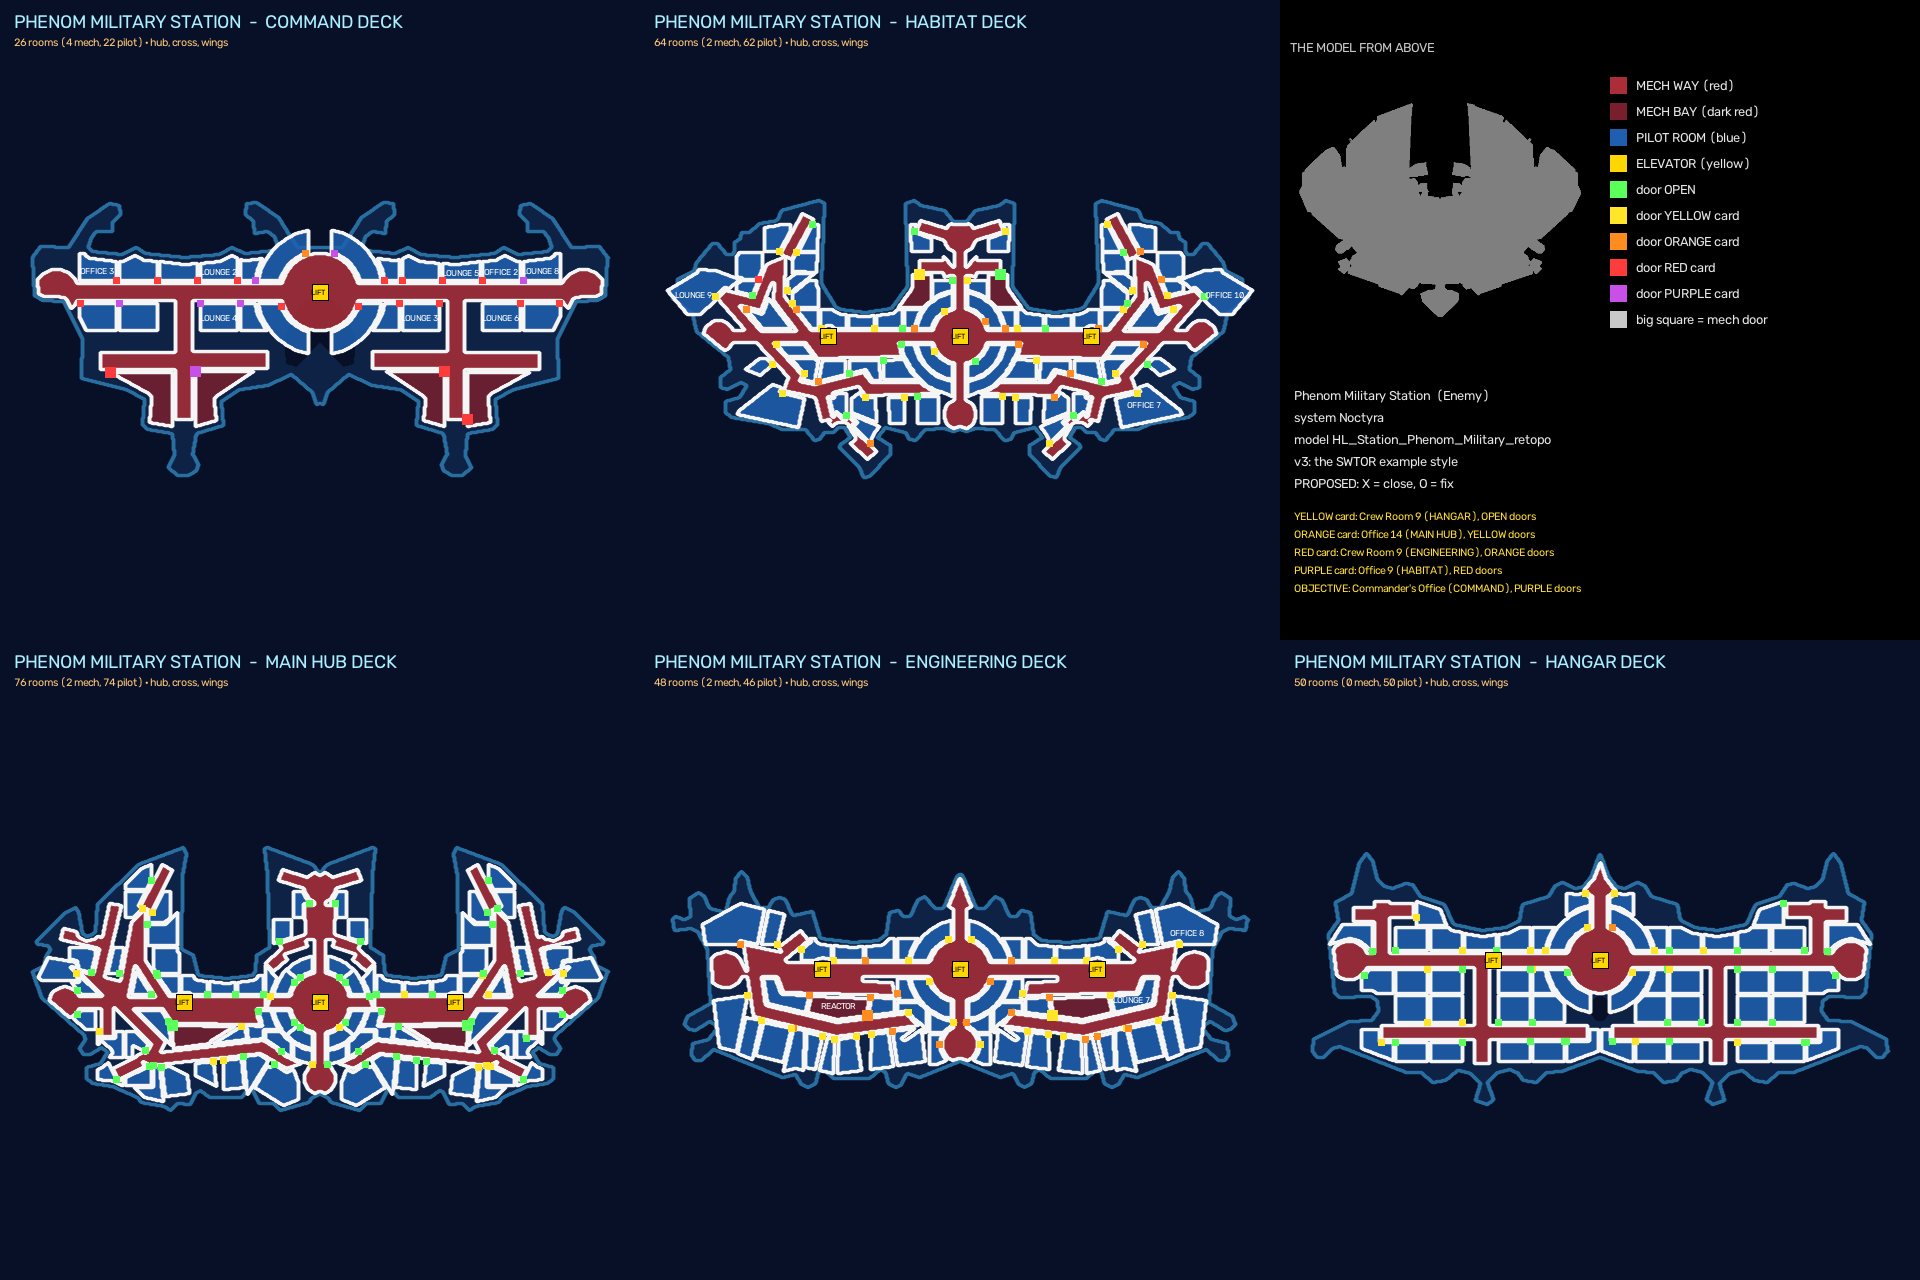 PHENOM MILITARY STATION - COMMAND DECK
26 rooms (4 mech, 22 pilot) • hub, cross, wings
OFFICE 3
LOUNGE 2
LOUNGE 5
OFFICE 2
LOUNGE 8
LIFT
LOUNGE 4
LOUNGE 3
LOUNGE 6
PHENOM MILITARY STATION - HABITAT DECK
64 rooms (2 mech, 62 pilot) • hub, cross, wings
LOUNGE 9
OFFICE 10
LIFT
LIFT
LIFT
OFFICE 7
THE MODEL FROM ABOVE
MECH WAY (red)
MECH BAY (dark red)
PILOT ROOM (blue)
ELEVATOR (yellow)
door OPEN
door YELLOW card
door ORANGE card
door RED card
door PURPLE card
big square = mech door
Phenom Military Station (Enemy)
system Noctyra
model HL_Station_Phenom_Military_retopo
v3: the SWTOR example style
PROPOSED: X = close, O = fix
YELLOW card: Crew Room 9 (HANGAR), OPEN doors
ORANGE card: Office 14 (MAIN HUB), YELLOW doors
RED card: Crew Room 9 (ENGINEERING), ORANGE doors
PURPLE card: Office 9 (HABITAT), RED doors
OBJECTIVE: Commander's Office (COMMAND), PURPLE doors
PHENOM MILITARY STATION - MAIN HUB DECK
76 rooms (2 mech, 74 pilot) • hub, cross, wings
LIFT
LIFT
LIFT
PHENOM MILITARY STATION - ENGINEERING DECK
48 rooms (2 mech, 46 pilot) • hub, cross, wings
OFFICE 8
LIFT
LIFT
LIFT
REACTOR
LOUNGE 7
PHENOM MILITARY STATION - HANGAR DECK
50 rooms (0 mech, 50 pilot) • hub, cross, wings
LIFT
LIFT